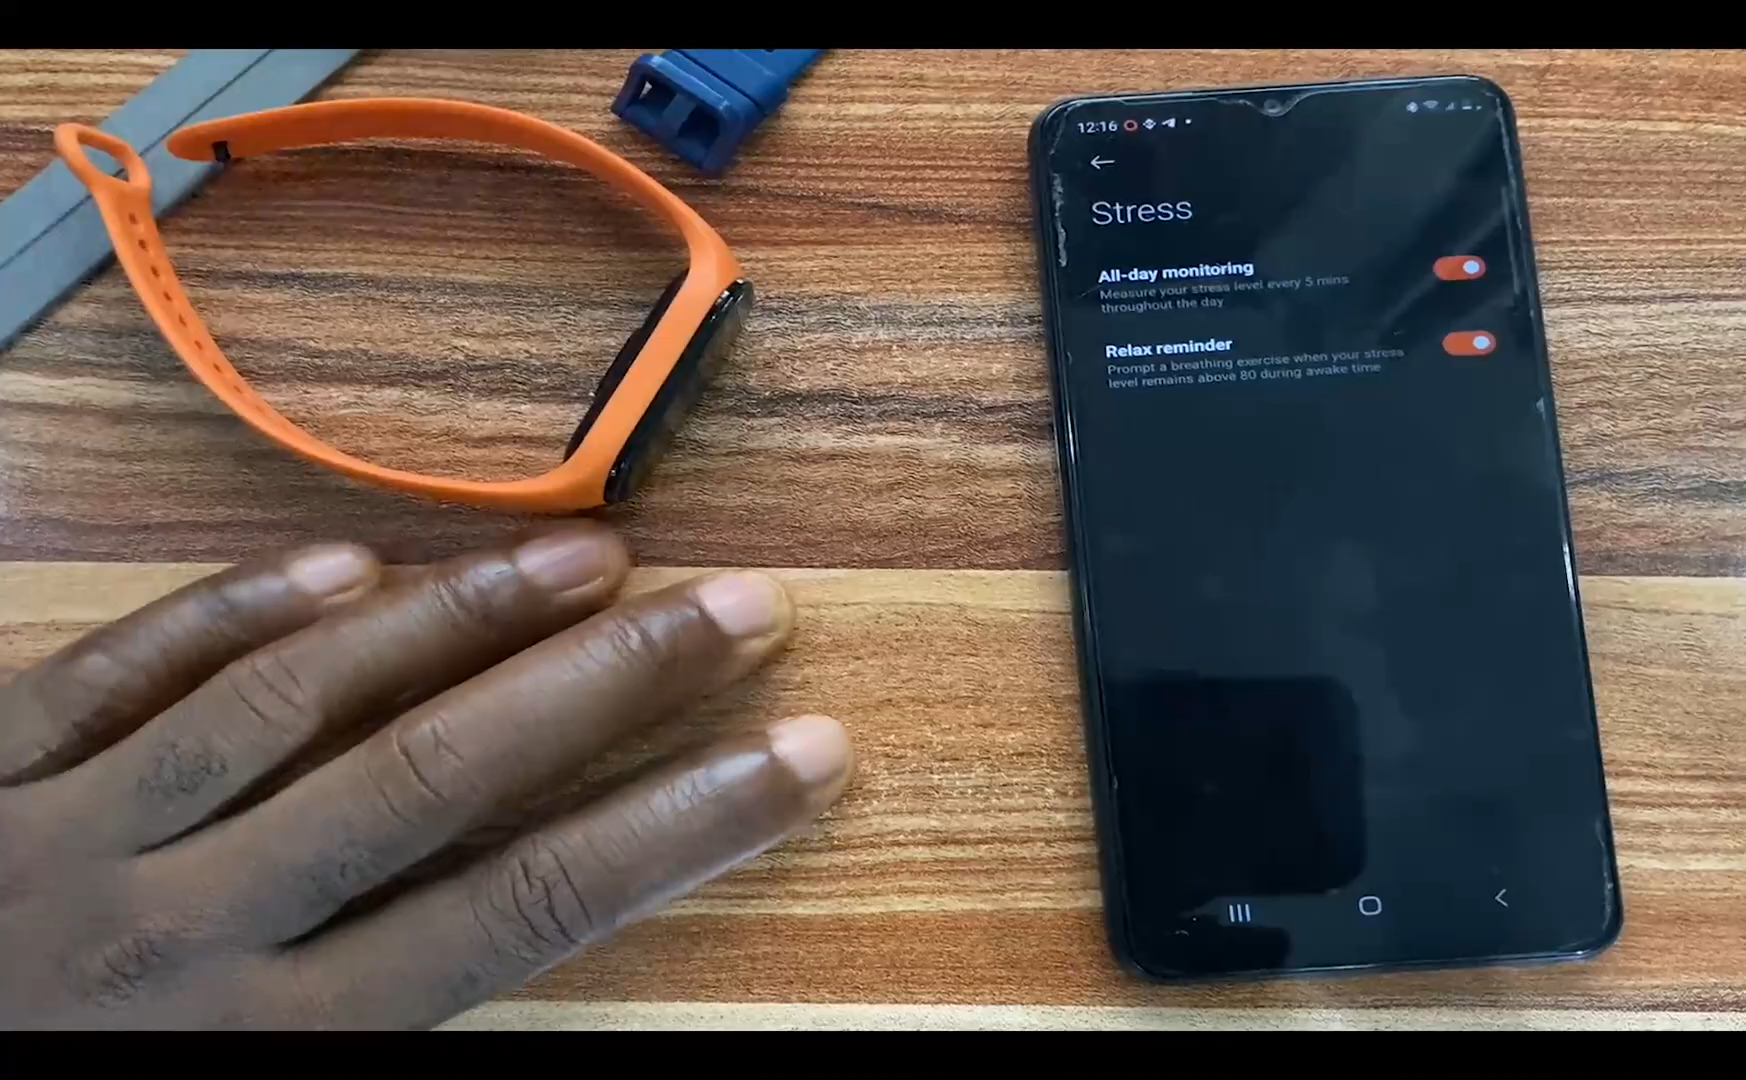 12:16
Stress
All-day monitoring
Measure your stress level every 5 mins
throughout the day
Relax reminder
Prompt a breathing exercise when your stress
level remains above 80 during awake time